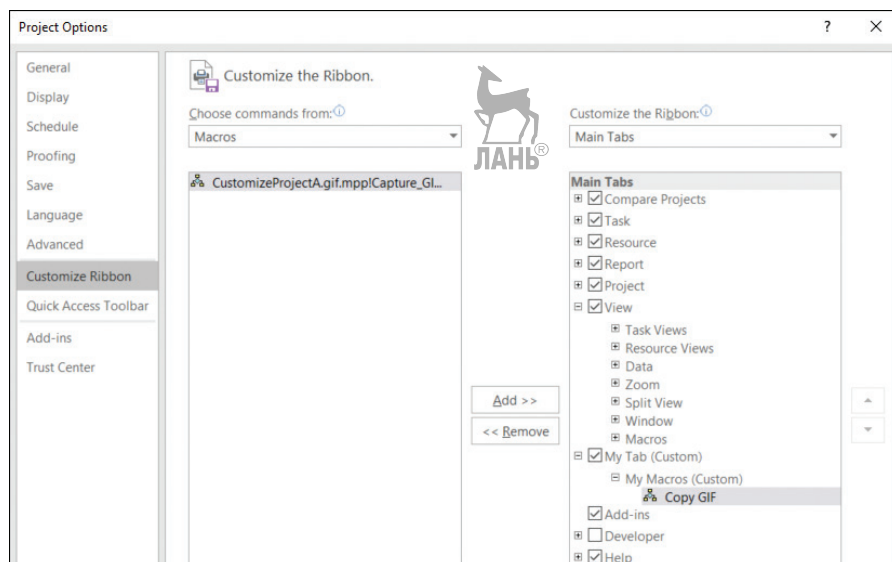 Project Options
?
General
Display
Schedule
Proofing
Save
Language
Advanced
Customize Ribbon
Quick Access Toolbar
Add-ins
Trust Center
Customize the Ribbon.
Choose commands from:
Macros
CustomizeProjectA.gif.mpp!Capture_GI...
Add >>
<< Remove
ЛАНЬ®
Customize the Ribbon:
Main Tabs
Main Tabs
Compare Projects
Task
Resource
Report
Project
View
Task Views
Resource Views
Data
Zoom
Split View
Window
Macros
My Tab (Custom)
My Macros (Custom)
Copy GIF
Add-ins
Developer
Help